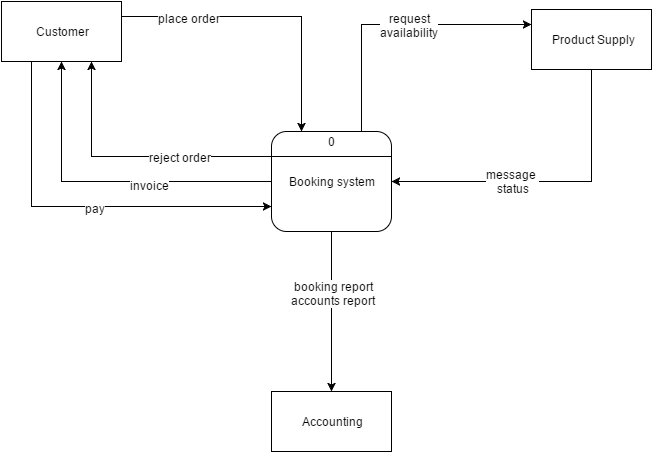 Customer
place order
request
availability
Product Supply
0
reject order
Booking system
message
status
invoice
pay
booking report
accounts report
Accounting